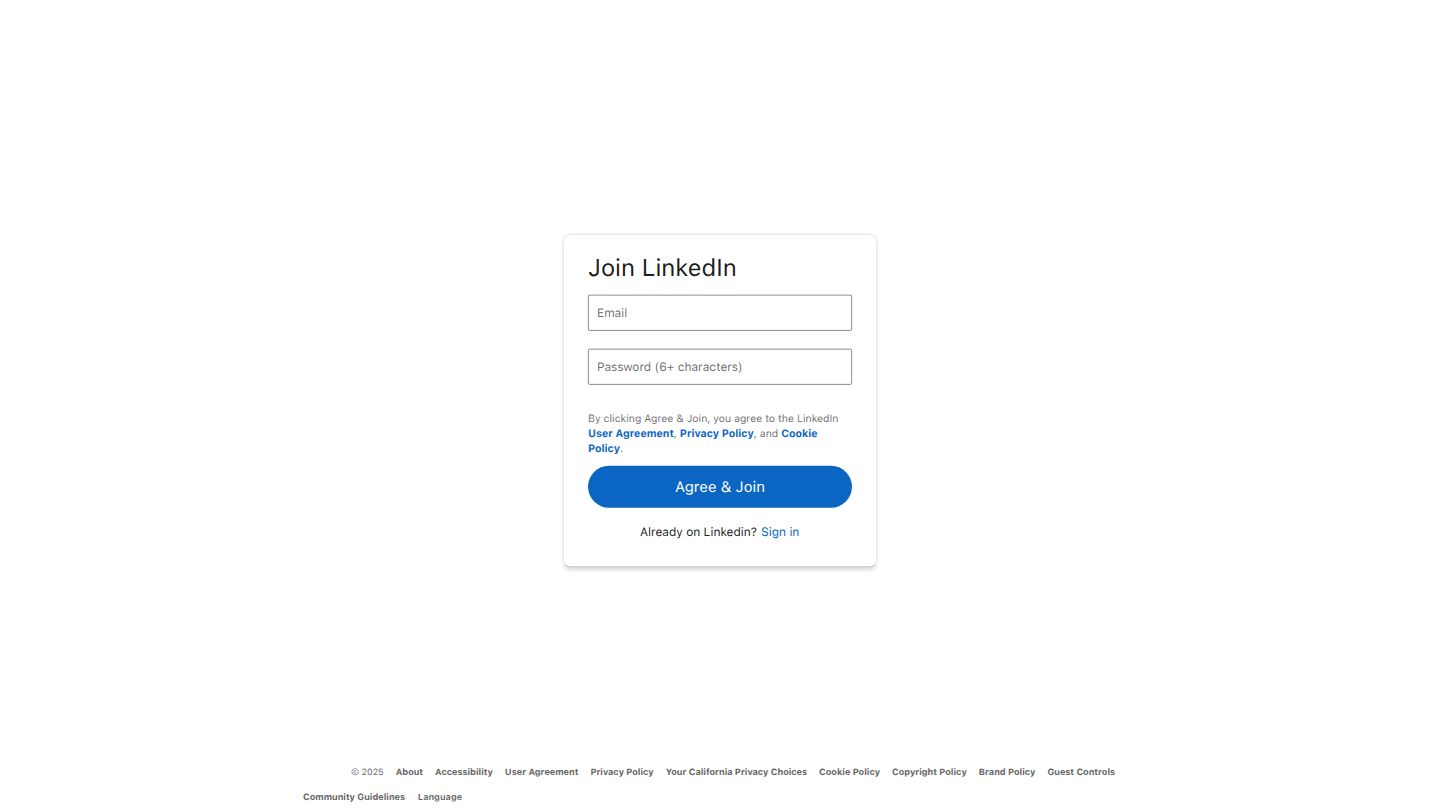 Join LinkedIn
Email
Password (6+ characters)
By clicking Agree & Join, you agree to the LinkedIn
User Agreement, Privacy Policy, and Cookie
Policy.
Agree & Join
Already on Linkedin? Sign in
© 2025 About Accessibility User Agreement Privacy Policy Your California Privacy Choices Cookie Policy Copyright Policy Brand Policy Guest Controls
Community Guidelines Language